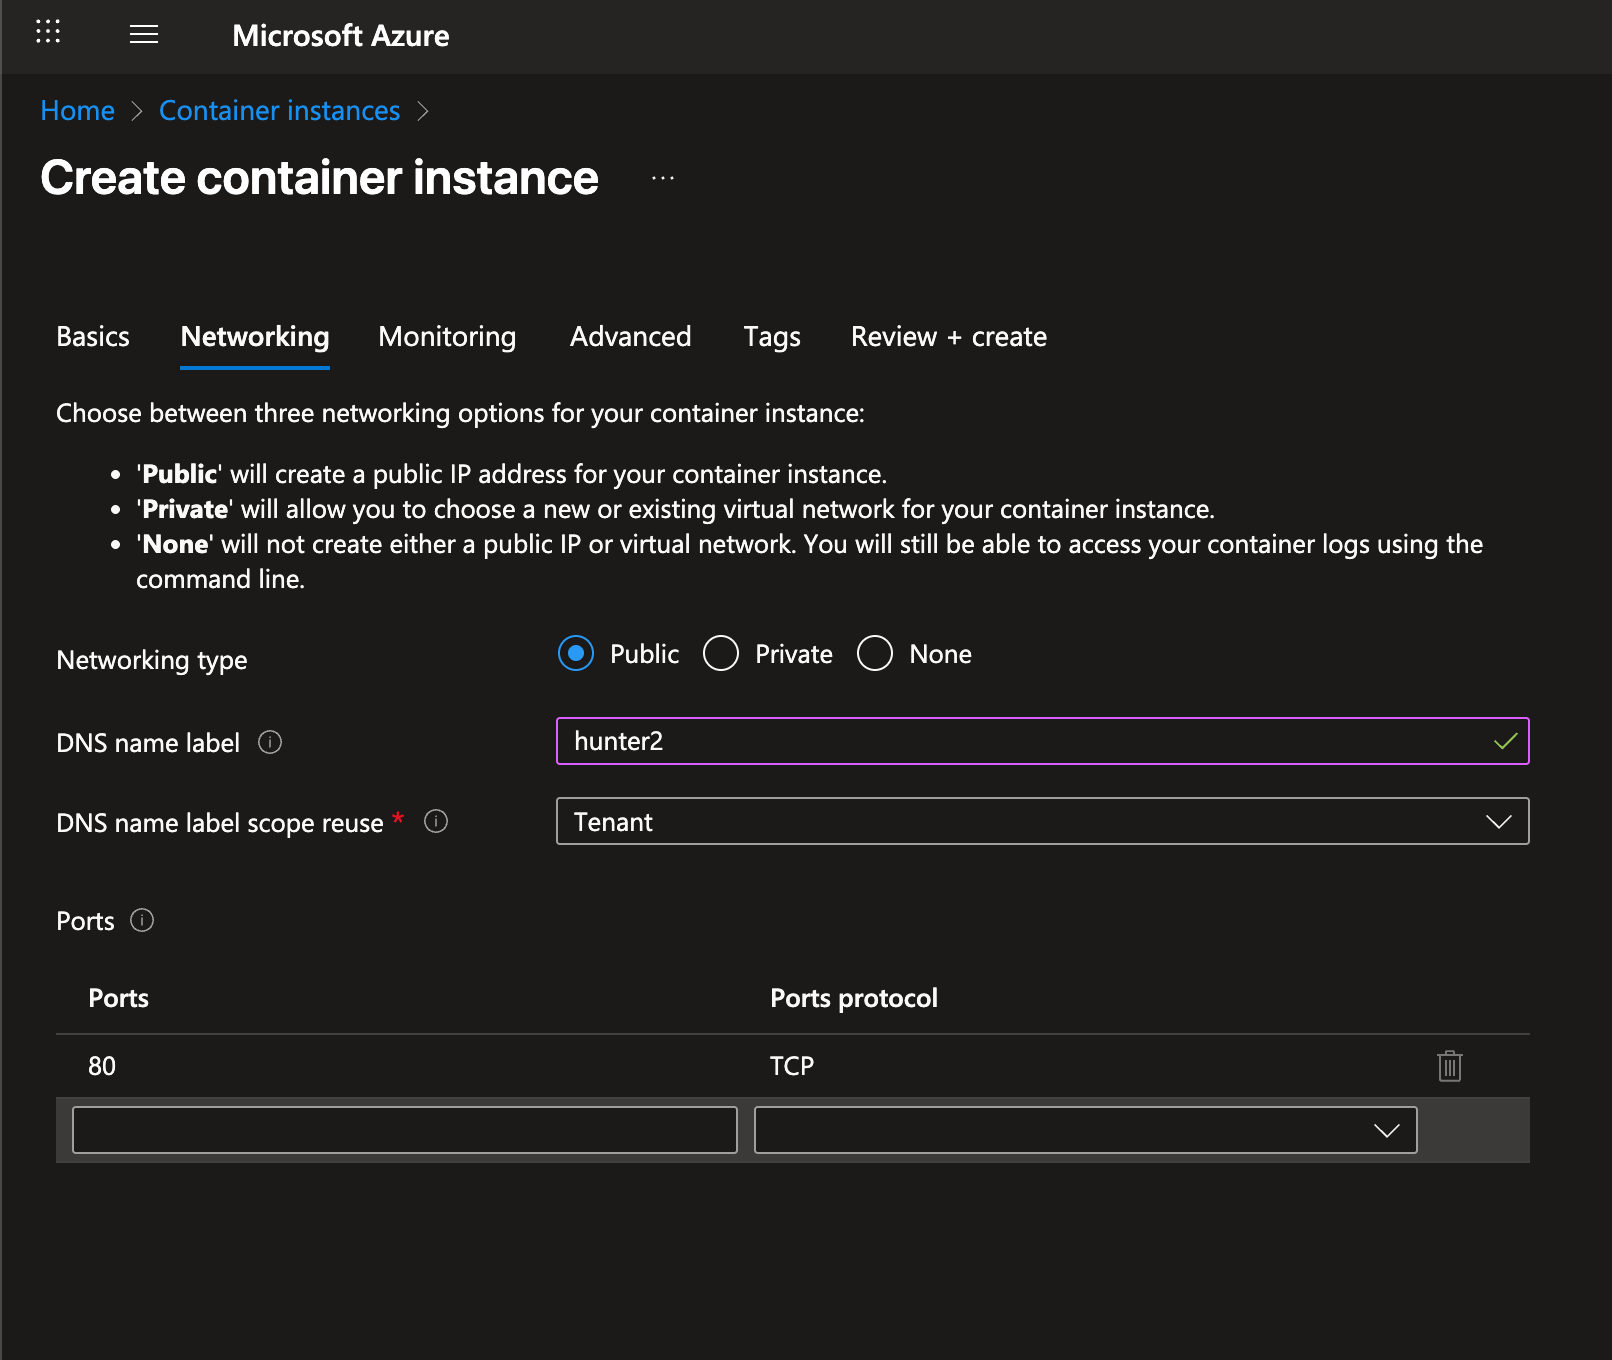 Microsoft Azure
Home > Container instances >
Create container instance ...
Basics Networking Monitoring Advanced Tags Review + create
Choose between three networking options for your container instance:
• 'Public' will create a public IP address for your container instance.
• 'Private' will allow you to choose a new or existing virtual network for your container instance.
• 'None' will not create either a public IP or virtual network. You will still be able to access your container logs using the
command line.
Networking type Public Private None
DNS name label hunter2
DNS name label scope reuse * Tenant
Ports
Ports Ports protocol
80 TCP